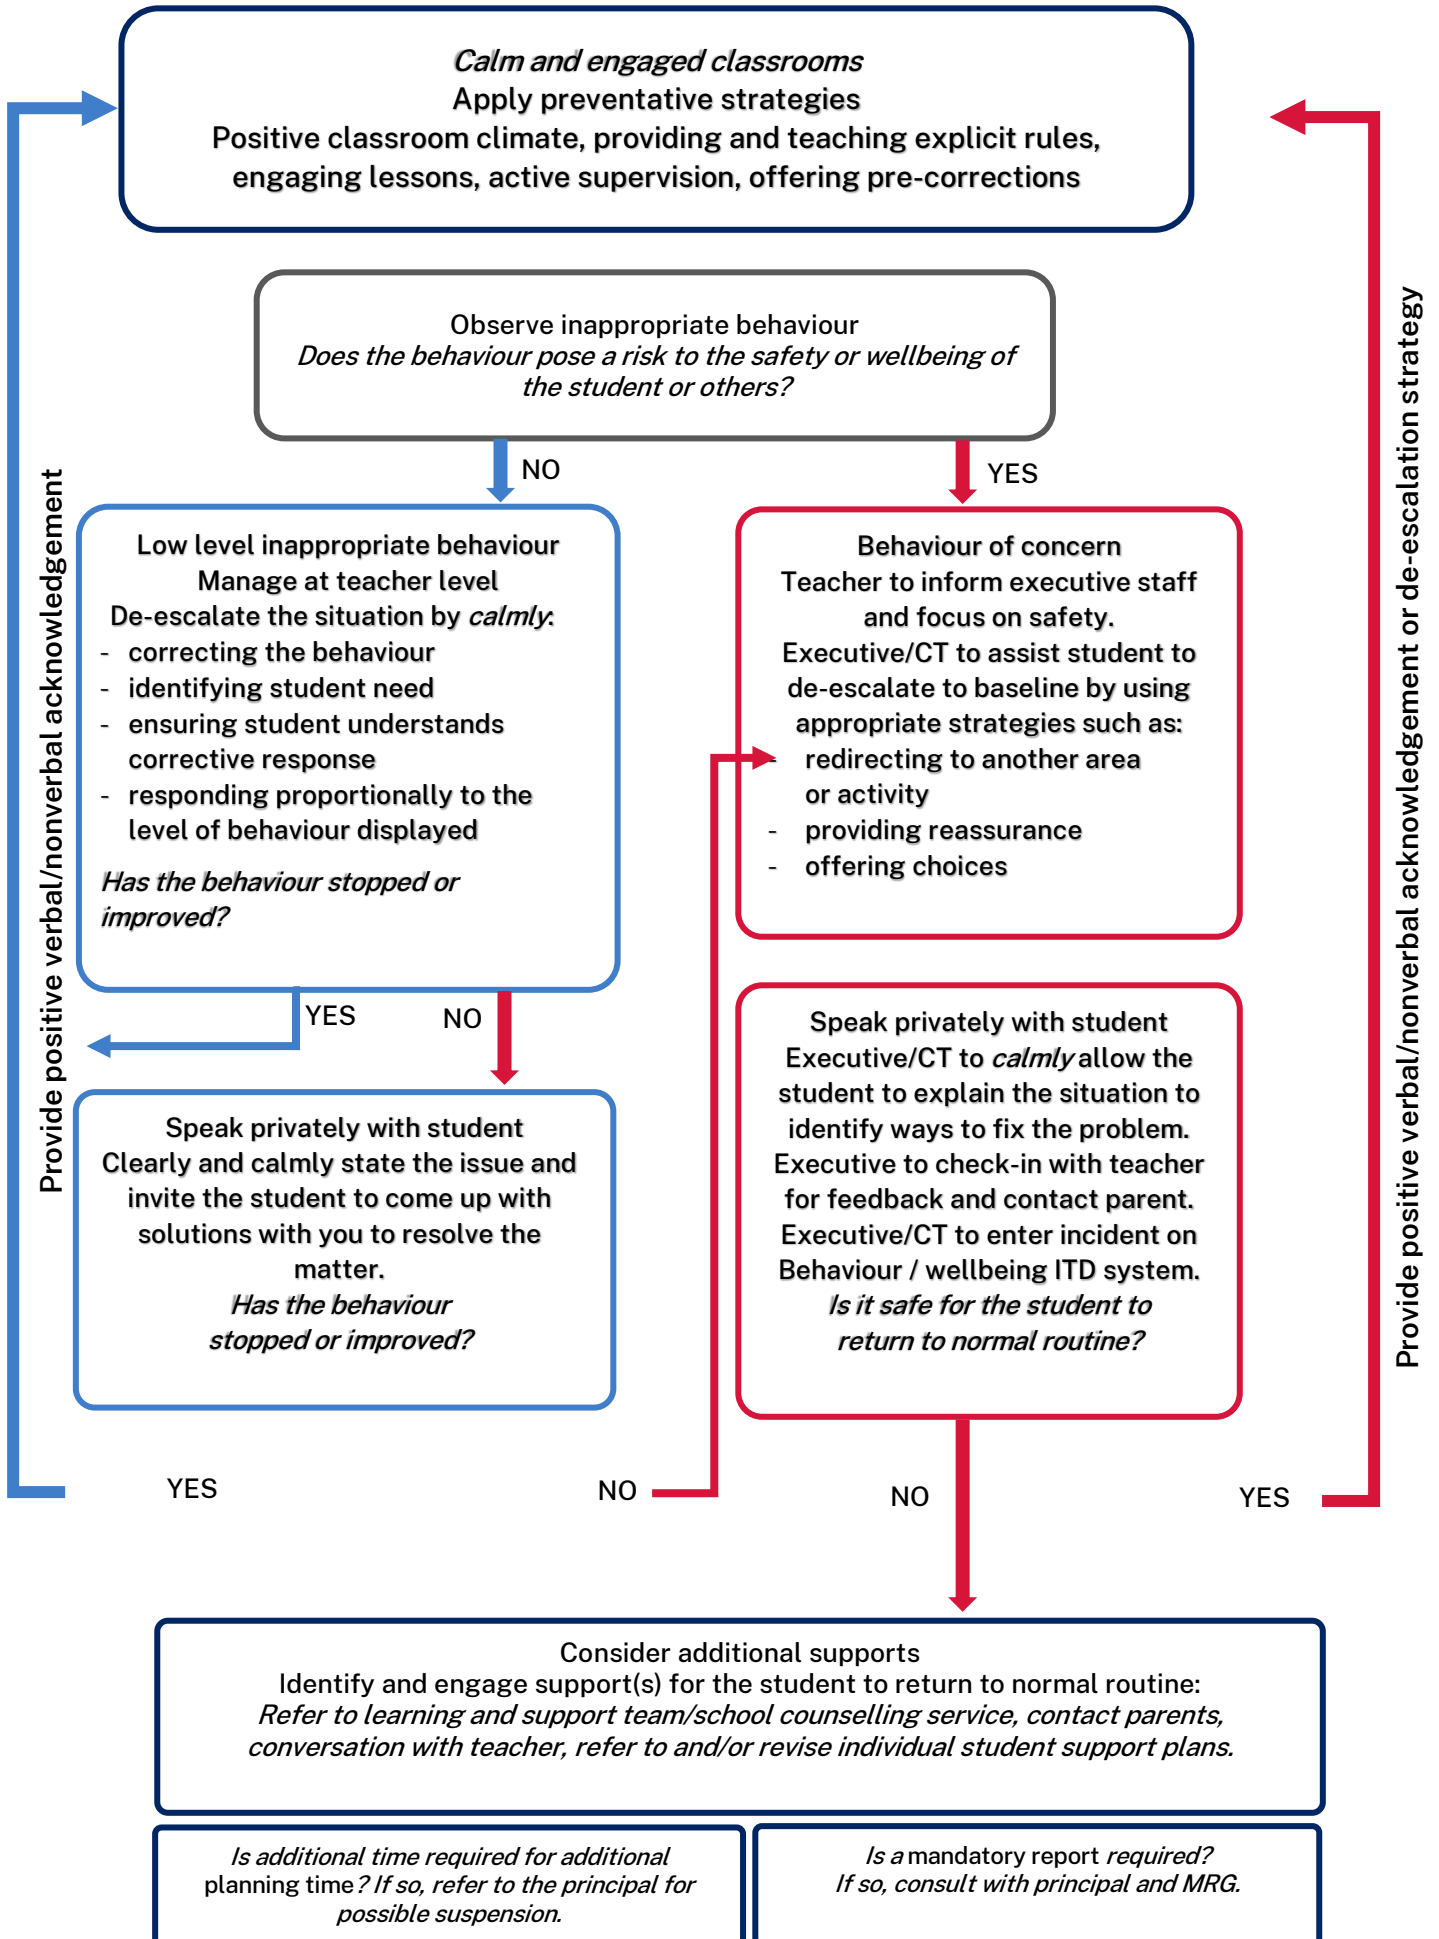 Calm and engaged classrooms
Apply preventative strategies
Positive classroom climate, providing and teaching explicit rules,
engaging lessons, active supervision, offering pre-corrections
Observe inappropriate behaviour
Does the behaviour pose a risk to the safety or wellbeing of
the student or others?
NO
YES
Low level inappropriate behaviour
Manage at teacher level
De-escalate the situation by calmly:
- correcting the behaviour
- identifying student need
- ensuring student understands
corrective response
- responding proportionally to the
level of behaviour displayed
Has the behaviour stopped or
improved?
YES
NO
Speak privately with student
Clearly and calmly state the issue and
invite the student to come up with
solutions with you to resolve the
matter.
Has the behaviour
stopped or improved?
YES
NO
Provide positive verbal/nonverbal acknowledgement
Behaviour of concern
Teacher to inform executive staff
and focus on safety.
Executive/CT to assist student to
de-escalate to baseline by using
appropriate strategies such as:
- redirecting to another area
or activity
- providing reassurance
- offering choices
Speak privately with student
Executive/CT to calmly allow the
student to explain the situation to
identify ways to fix the problem.
Executive to check-in with teacher
for feedback and contact parent.
Executive/CT to enter incident on
Behaviour / wellbeing ITD system.
Is it safe for the student to
return to normal routine?
NO
YES
Provide positive verbal/nonverbal acknowledgement or de-escalation strategy
Consider additional supports
Identify and engage support(s) for the student to return to normal routine:
Refer to learning and support team/school counselling service, contact parents,
conversation with teacher, refer to and/or revise individual student support plans.
Is additional time required for additional
planning time? If so, refer to the principal for
possible suspension.
Is a mandatory report required?
If so, consult with principal and MRG.